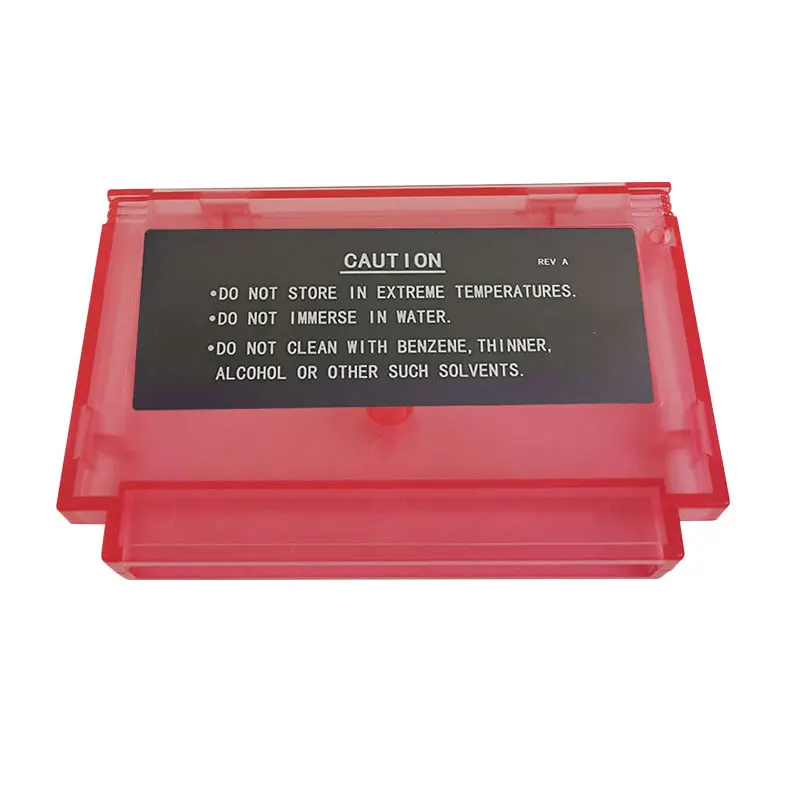 CAUTION
REV A
•DO NOT STORE IN EXTREME TEMPERATURES.
•DO NOT IMMERSE IN WATER.
•DO NOT CLEAN WITH BENZENE,THINNER,
ALCOHOL OR OTHER SUCH SOLVENTS.